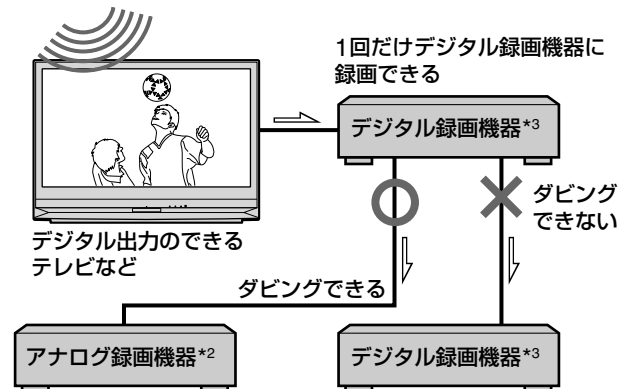 1回だけデジタル録画機器に
録画できる
デジタル録画機器*3
ダビング
できない
デジタル出力のできる
テレビなど
ダビングできる
アナログ録画機器*2
デジタル録画機器*3